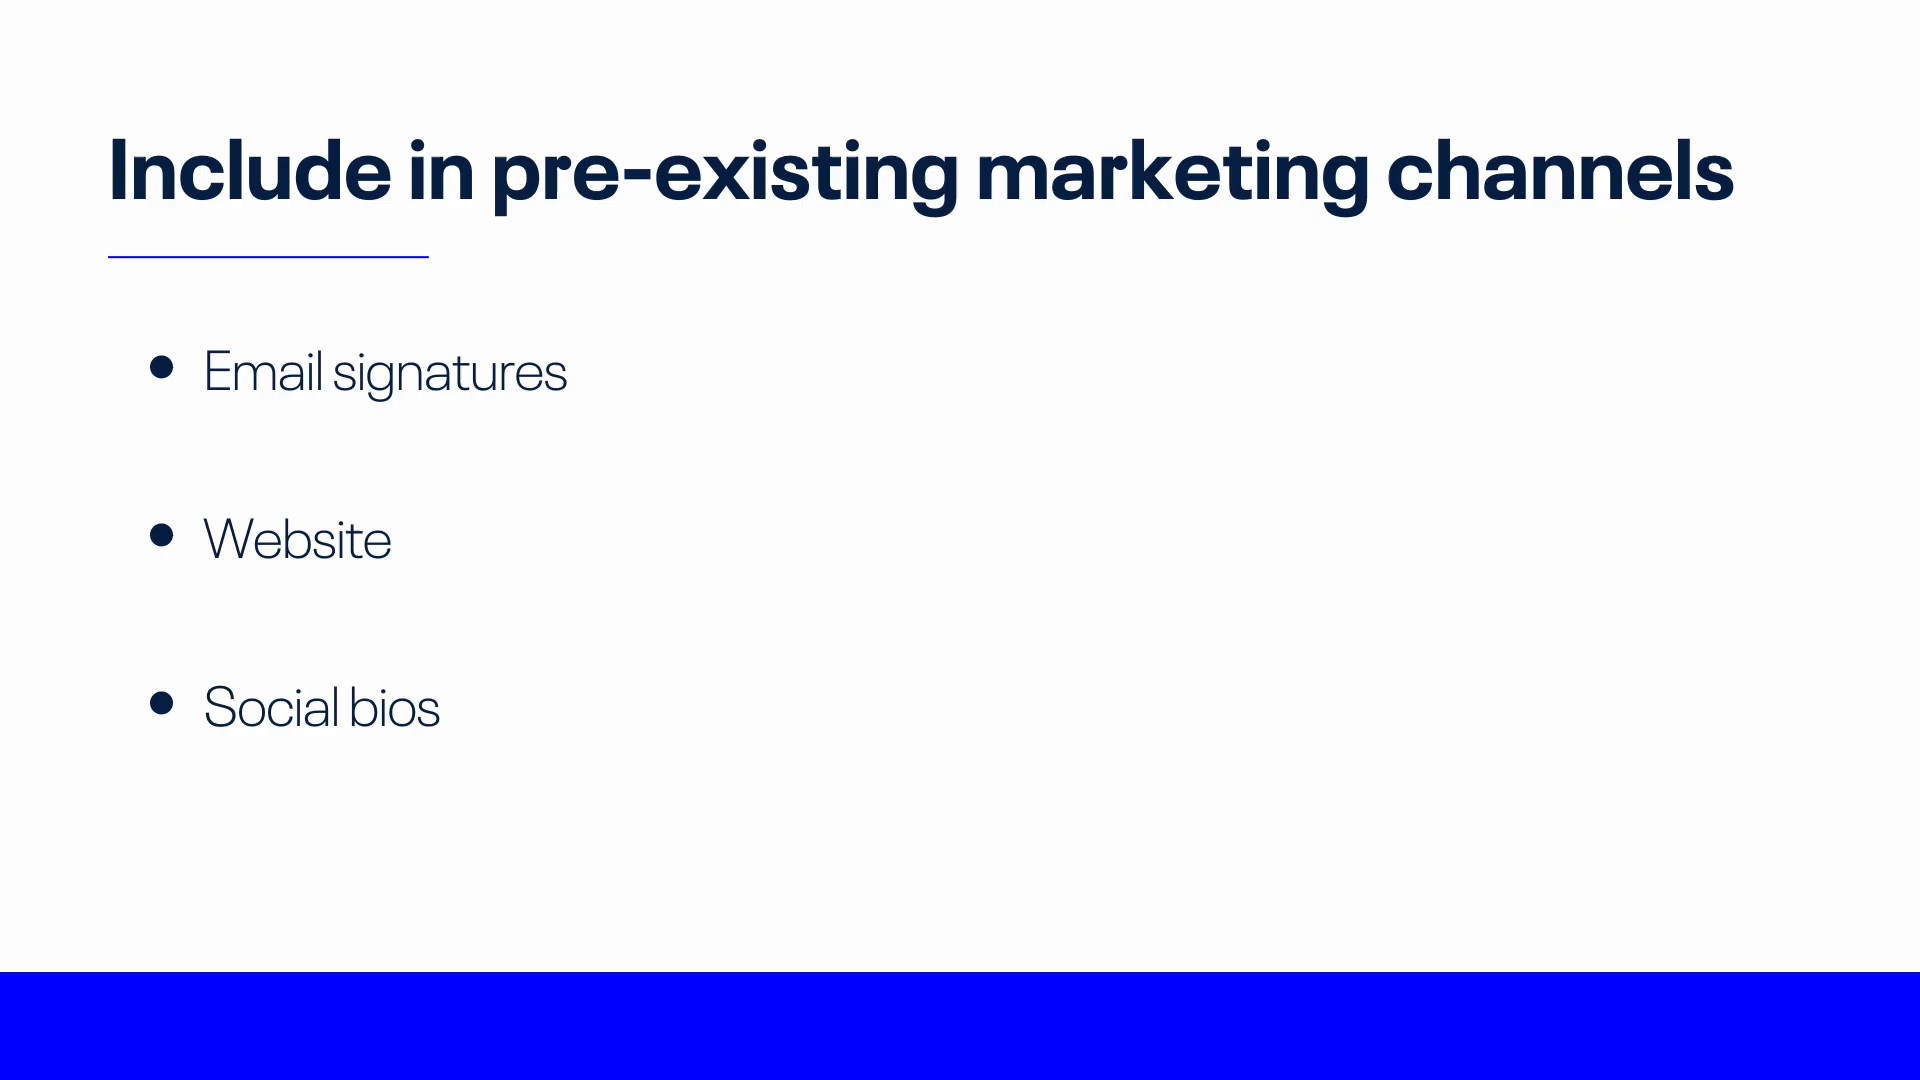 Include in pre-existing marketing channels
• Email signatures
• Website
• Social bios